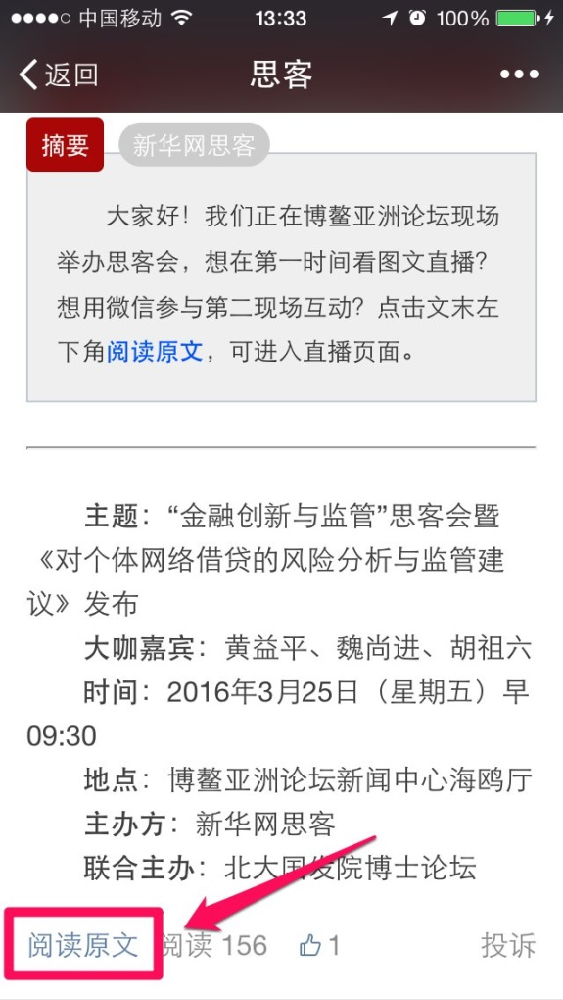 中国移动 13:33 100%
返回 思客
摘要 新华网思客
大家好！我们正在博鳌亚洲论坛现场
举办思客会，想在第一时间看图文直播？
想用微信参与第二现场互动？点击文末左
下角阅读原文，可进入直播页面。
主题：“金融创新与监管”思客会暨
《对个体网络借贷的风险分析与监管建
议》发布
大咖嘉宾：黄益平、魏尚进、胡祖六
时间：2016年3月25日（星期五）早
09:30
地点：博鳌亚洲论坛新闻中心海鸥厅
主办方：新华网思客
联合主办：北大国发院博士论坛
阅读原文 阅读 156 1 投诉